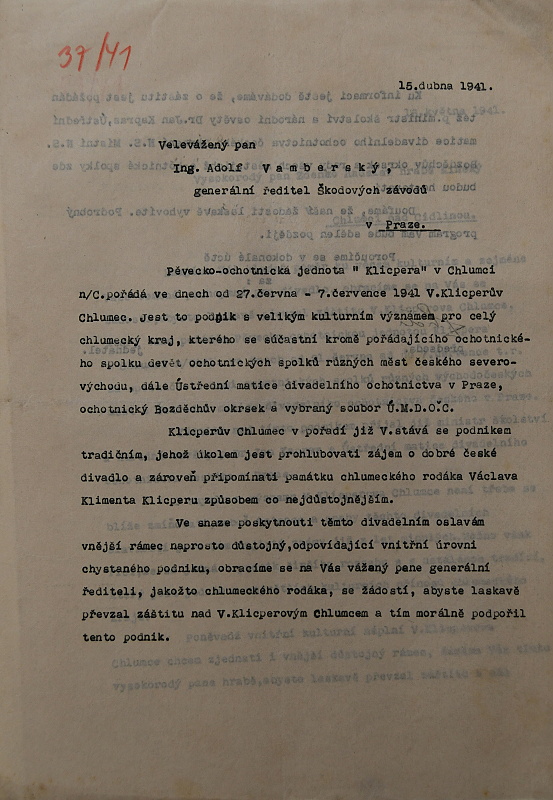 37/41
15.dubna 1941.
Velevážený pan
Ing. Adolf Vamberský,
generální ředitel Škodových závodů
v Praze.
Pěvecko-ochotnická jednota " Klicpera" v Chlumci
n/C.pořádá ve dnech od 27.června - 7.července 1941 V.Klicperův
Chlumec. Jest to podnik s velikým kulturním významem pro celý
chlumecký kraj, kterého se súčastní kromě pořádajícího ochotnické-
ho spolku devět ochotnických spolků různých měst českého severo-
východu, dále Ústřední matice divadelního ochotnictva v Praze,
ochotnický Bozděchův okrsek a vybraný soubor Ú.M.D.O.Č.
Klicperův Chlumec v pořadí již V.stává se podnikem
tradičním, jehož úkolem jest prohlubovati zájem o dobré české
divadlo a zároveň připomínati památku chlumeckého rodáka Václava
Klimenta Klicperu způsobem co nejdůstojnějším.
Ve snaze poskytnouti těmto divadelním oslavám
vnější rámec naprosto důstojný,odpovídající vnitřní úrovni
chystaného podniku, obracíme se na Vás vážený pane generální
řediteli, jakožto chlumeckého rodáka, se žádostí, abyste laskavě
převzal záštitu nad V.Klicperovým Chlumcem a tím morálně podpořil
tento podnik.